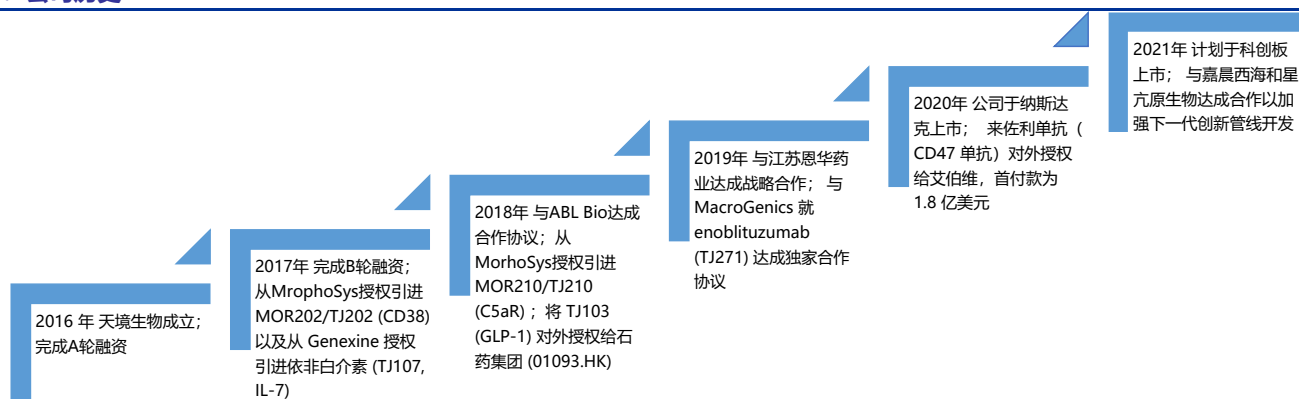 2016 年 天境生物成立；
完成A轮融资
2017年 完成B轮融资；
从MrophoSys授权引进
MOR202/TJ202 (CD38)
以及从 Genexine 授权
引进依非白介素 (TJ107,
IL-7)
2018年 与ABL Bio达成
合作协议；从
MorhoSys授权引进
MOR210/TJ210
(C5aR) ；将 TJ103
(GLP-1) 对外授权给石
药集团 (01093.HK)
2019年 与江苏恩华药
业达成战略合作； 与
MacroGenics 就
enoblituzumab
(TJ271) 达成独家合作
协议
2020年 公司于纳斯达
克上市； 来佐利单抗（
CD47 单抗）对外授权
给艾伯维，首付款为
1.8 亿美元
2021年 计划于科创板
上市； 与嘉晨西海和星
亢原生物达成合作以加
强下一代创新管线开发